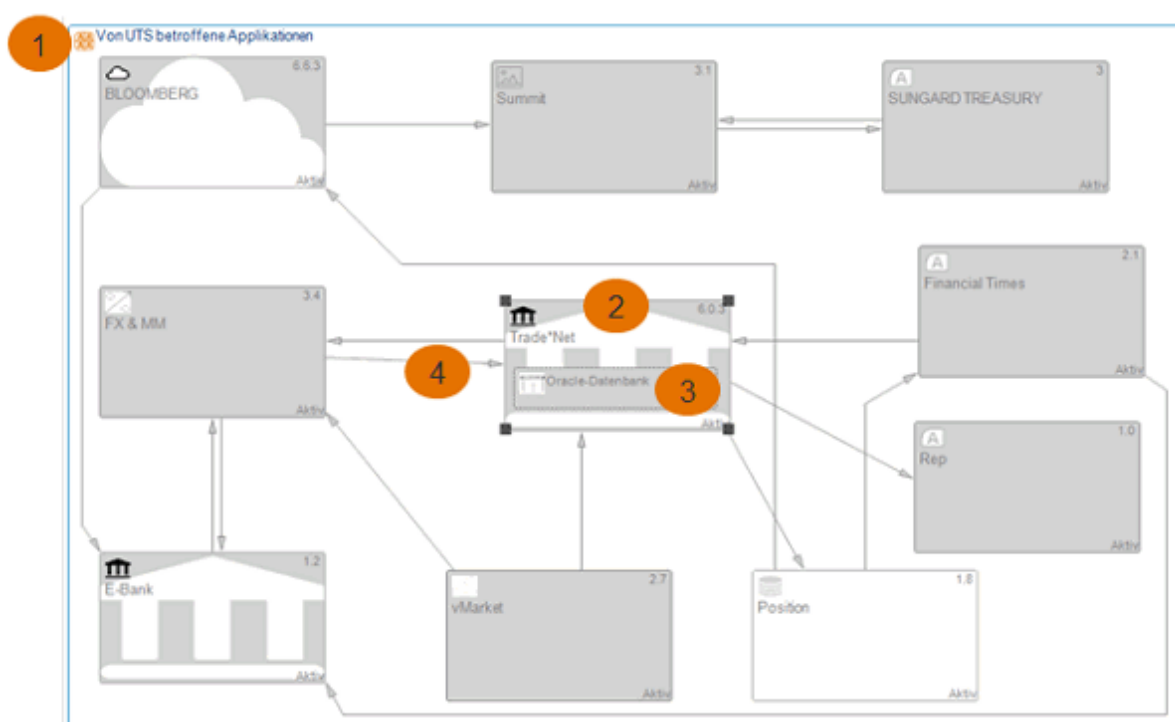 1
Von UTS betroffene Applikationen
6.6.3
BLOOMBERG
Aktiv
3.1
Summit
Aktiv
3
A
SUNGARD TREASURY
Aktiv
3.4
FX & MM
Aktiv
2
6.0.3
Trade*Net
Oracle-Datenbank
3
Aktiv
4
2.1
A
Financial Times
Aktiv
1.0
A
Rep
Aktiv
1.2
E-Bank
Aktiv
2.7
vMarket
Aktiv
1.8
Position
Aktiv